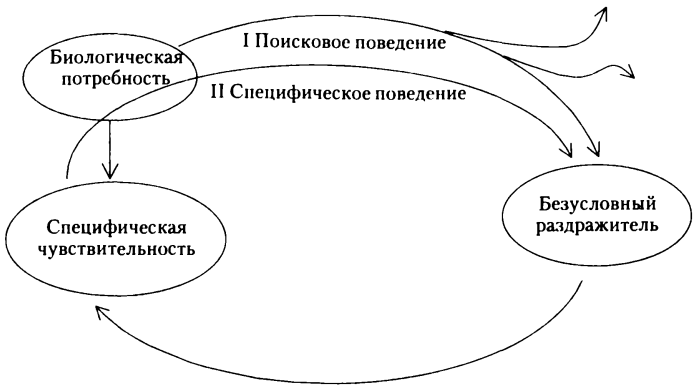 I Поисковое поведение
Биологическая
потребность
II Специфическое поведение
Специфическая
чувствительность
Безусловный
раздражитель